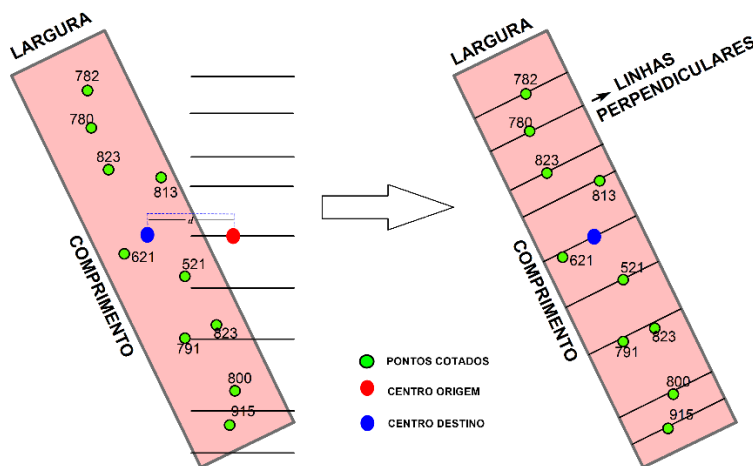 LARGURA
782
780
823
813
d
621
521
COMPRIMENTO
823
791
800
915
PONTOS COTADOS
CENTRO ORIGEM
CENTRO DESTINO
LARGURA
LINHAS
PERPENDICULARES
782
780
823
813
621
521
COMPRIMENTO
823
791
800
915